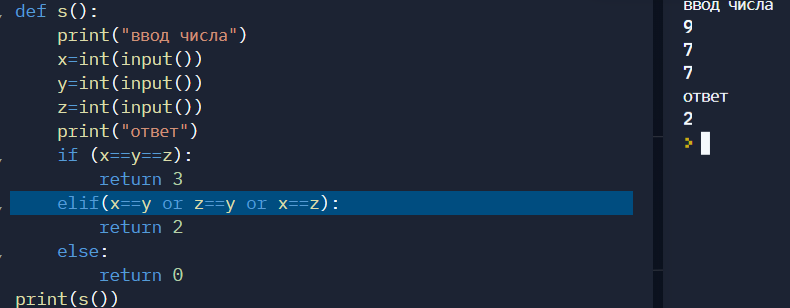 def s():
    print("ввод числа")
    x=int(input())
    y=int(input())
    z=int(input())
    print("ответ")
    if (x==y==z):
        return 3
    elif(x==y or z==y or x==z):
        return 2
    else:
        return 0
print(s())
ввод числа
9
7
7
ответ
2
>